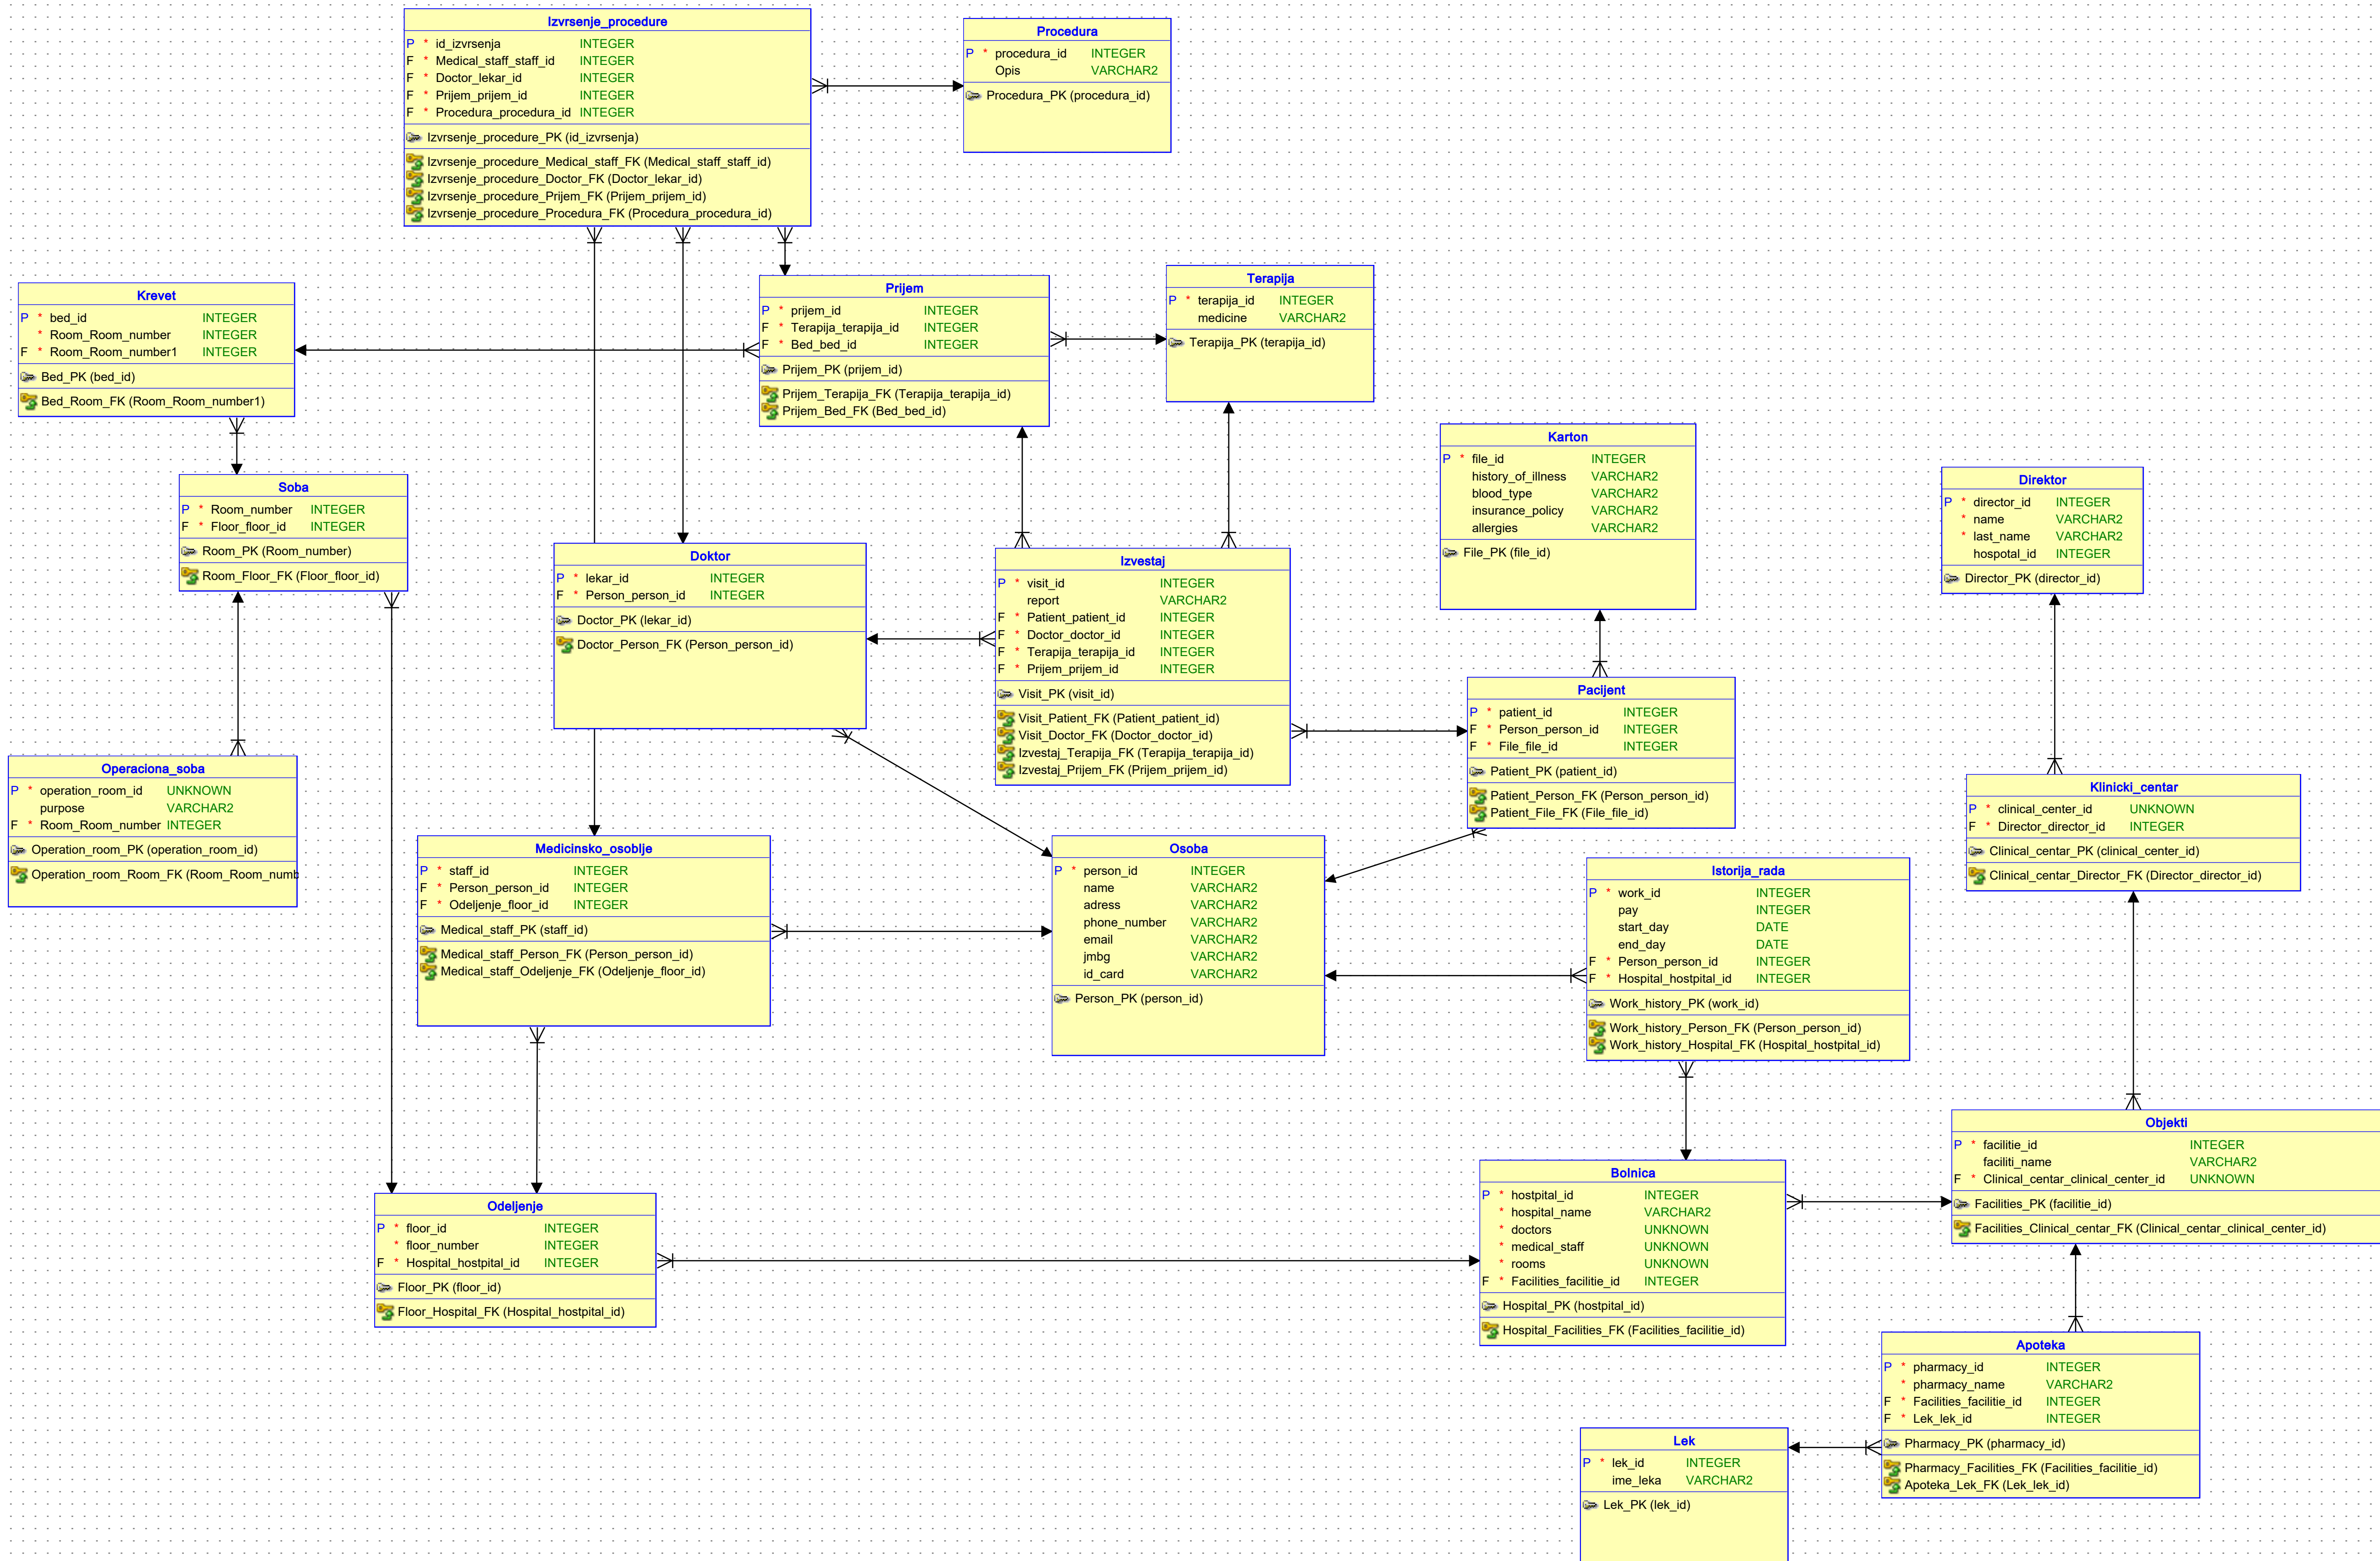 Izvrsenje_procedure
P * id_izvrsenja INTEGER
F * Medical_staff_staff_id INTEGER
F * Doctor_lekar_id INTEGER
F * Prijem_prijem_id INTEGER
F * Procedura_procedura_id INTEGER
Izvrsenje_procedure_PK (id_izvrsenja)
Izvrsenje_procedure_Medical_staff_FK (Medical_staff_staff_id)
Izvrsenje_procedure_Doctor_FK (Doctor_lekar_id)
Izvrsenje_procedure_Prijem_FK (Prijem_prijem_id)
Izvrsenje_procedure_Procedura_FK (Procedura_procedura_id)
Procedura
P * procedura_id INTEGER
Opis VARCHAR2
Procedura_PK (procedura_id)
Krevet
P * bed_id INTEGER
* Room_Room_number INTEGER
F * Room_Room_number1 INTEGER
Bed_PK (bed_id)
Bed_Room_FK (Room_Room_number1)
Prijem
P * prijem_id INTEGER
F * Terapija_terapija_id INTEGER
F * Bed_bed_id INTEGER
Prijem_PK (prijem_id)
Prijem_Terapija_FK (Terapija_terapija_id)
Prijem_Bed_FK (Bed_bed_id)
Terapija
P * terapija_id INTEGER
medicine VARCHAR2
Terapija_PK (terapija_id)
Soba
P * Room_number INTEGER
F * Floor_floor_id INTEGER
Room_PK (Room_number)
Room_Floor_FK (Floor_floor_id)
Doktor
P * lekar_id INTEGER
F * Person_person_id INTEGER
Doctor_PK (lekar_id)
Doctor_Person_FK (Person_person_id)
Izvestaj
P * visit_id INTEGER
report VARCHAR2
F * Patient_patient_id INTEGER
F * Doctor_doctor_id INTEGER
F * Terapija_terapija_id INTEGER
F * Prijem_prijem_id INTEGER
Visit_PK (visit_id)
Visit_Patient_FK (Patient_patient_id)
Visit_Doctor_FK (Doctor_doctor_id)
Izvestaj_Terapija_FK (Terapija_terapija_id)
Izvestaj_Prijem_FK (Prijem_prijem_id)
Karton
P * file_id INTEGER
history_of_illness VARCHAR2
blood_type VARCHAR2
insurance_policy VARCHAR2
allergies VARCHAR2
File_PK (file_id)
Direktor
P * director_id INTEGER
* name VARCHAR2
* last_name VARCHAR2
hospotal_id INTEGER
Director_PK (director_id)
Pacijent
P * patient_id INTEGER
F * Person_person_id INTEGER
F * File_file_id INTEGER
Patient_PK (patient_id)
Patient_Person_FK (Person_person_id)
Patient_File_FK (File_file_id)
Operaciona_soba
P * operation_room_id UNKNOWN
purpose VARCHAR2
F * Room_Room_number INTEGER
Operation_room_PK (operation_room_id)
Operation_room_Room_FK (Room_Room_numb
Klinicki_centar
P * clinical_center_id UNKNOWN
F * Director_director_id INTEGER
Clinical_centar_PK (clinical_center_id)
Clinical_centar_Director_FK (Director_director_id)
Medicinsko_osoblje
P * staff_id INTEGER
F * Person_person_id INTEGER
F * Odeljenje_floor_id INTEGER
Medical_staff_PK (staff_id)
Medical_staff_Person_FK (Person_person_id)
Medical_staff_Odeljenje_FK (Odeljenje_floor_id)
Osoba
P * person_id INTEGER
name VARCHAR2
adress VARCHAR2
phone_number VARCHAR2
email VARCHAR2
jmbg VARCHAR2
id_card VARCHAR2
Person_PK (person_id)
Istorija_rada
P * work_id INTEGER
pay INTEGER
start_day DATE
end_day DATE
F * Person_person_id INTEGER
F * Hospital_hostpital_id INTEGER
Work_history_PK (work_id)
Work_history_Person_FK (Person_person_id)
Work_history_Hospital_FK (Hospital_hostpital_id)
Objekti
P * facilitie_id INTEGER
faciliti_name VARCHAR2
F * Clinical_centar_clinical_center_id UNKNOWN
Facilities_PK (facilitie_id)
Facilities_Clinical_centar_FK (Clinical_centar_clinical_center_id)
Odeljenje
P * floor_id INTEGER
* floor_number INTEGER
F * Hospital_hostpital_id INTEGER
Floor_PK (floor_id)
Floor_Hospital_FK (Hospital_hostpital_id)
Bolnica
P * hostpital_id INTEGER
* hospital_name VARCHAR2
* doctors UNKNOWN
* medical_staff UNKNOWN
* rooms UNKNOWN
F * Facilities_facilitie_id INTEGER
Hospital_PK (hostpital_id)
Hospital_Facilities_FK (Facilities_facilitie_id)
Apoteka
P * pharmacy_id INTEGER
* pharmacy_name VARCHAR2
F * Facilities_facilitie_id INTEGER
F * Lek_lek_id INTEGER
Pharmacy_PK (pharmacy_id)
Pharmacy_Facilities_FK (Facilities_facilitie_id)
Apoteka_Lek_FK (Lek_lek_id)
Lek
P * lek_id INTEGER
ime_leka VARCHAR2
Lek_PK (lek_id)